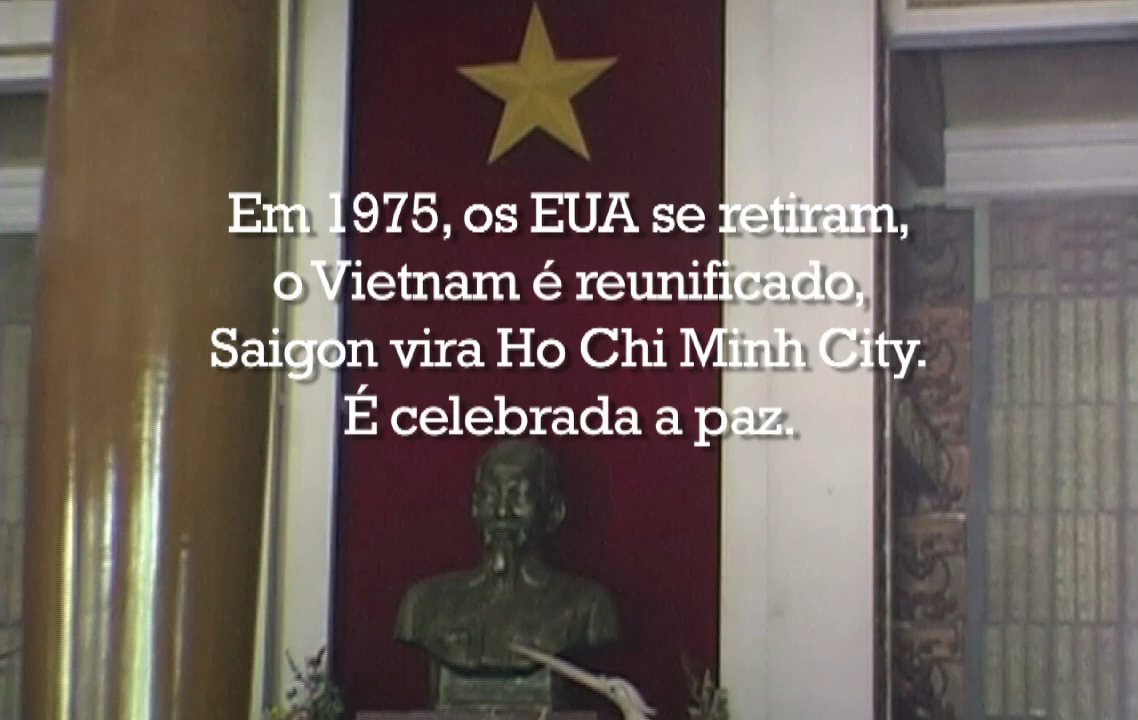 Em 1975, os EUA se retiram,
o Vietnam é reunificado,
Saigon vira Ho Chi Minh City.
É celebrada a paz.